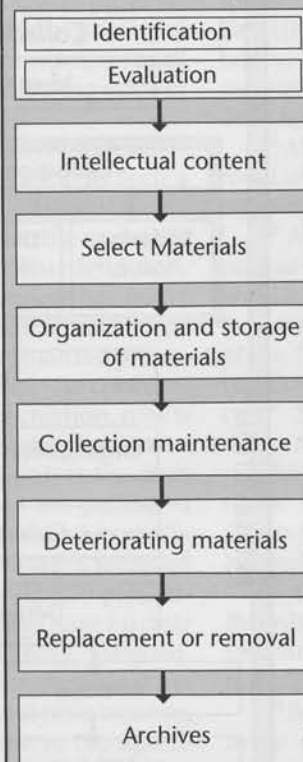 Identification
Evaluation
Intellectual content
Select Materials
Organization and storage
of materials
Collection maintenance
Deteriorating materials
Replacement or removal
Archives